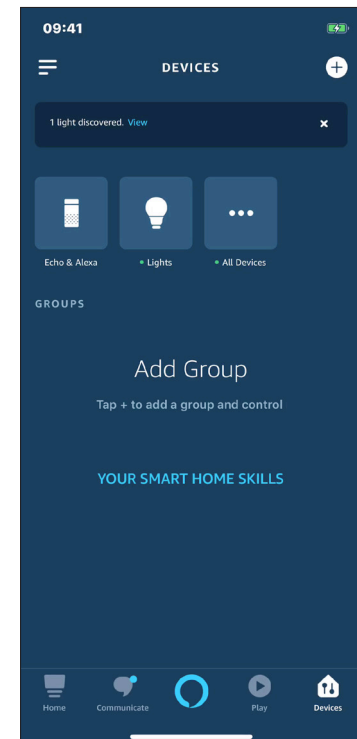 09:41
DEVICES
1 light discovered. View
Echo & Alexa
Lights
All Devices
GROUPS
Add Group
Tap + to add a group and control
YOUR SMART HOME SKILLS
Home
Communicate
Play
Devices